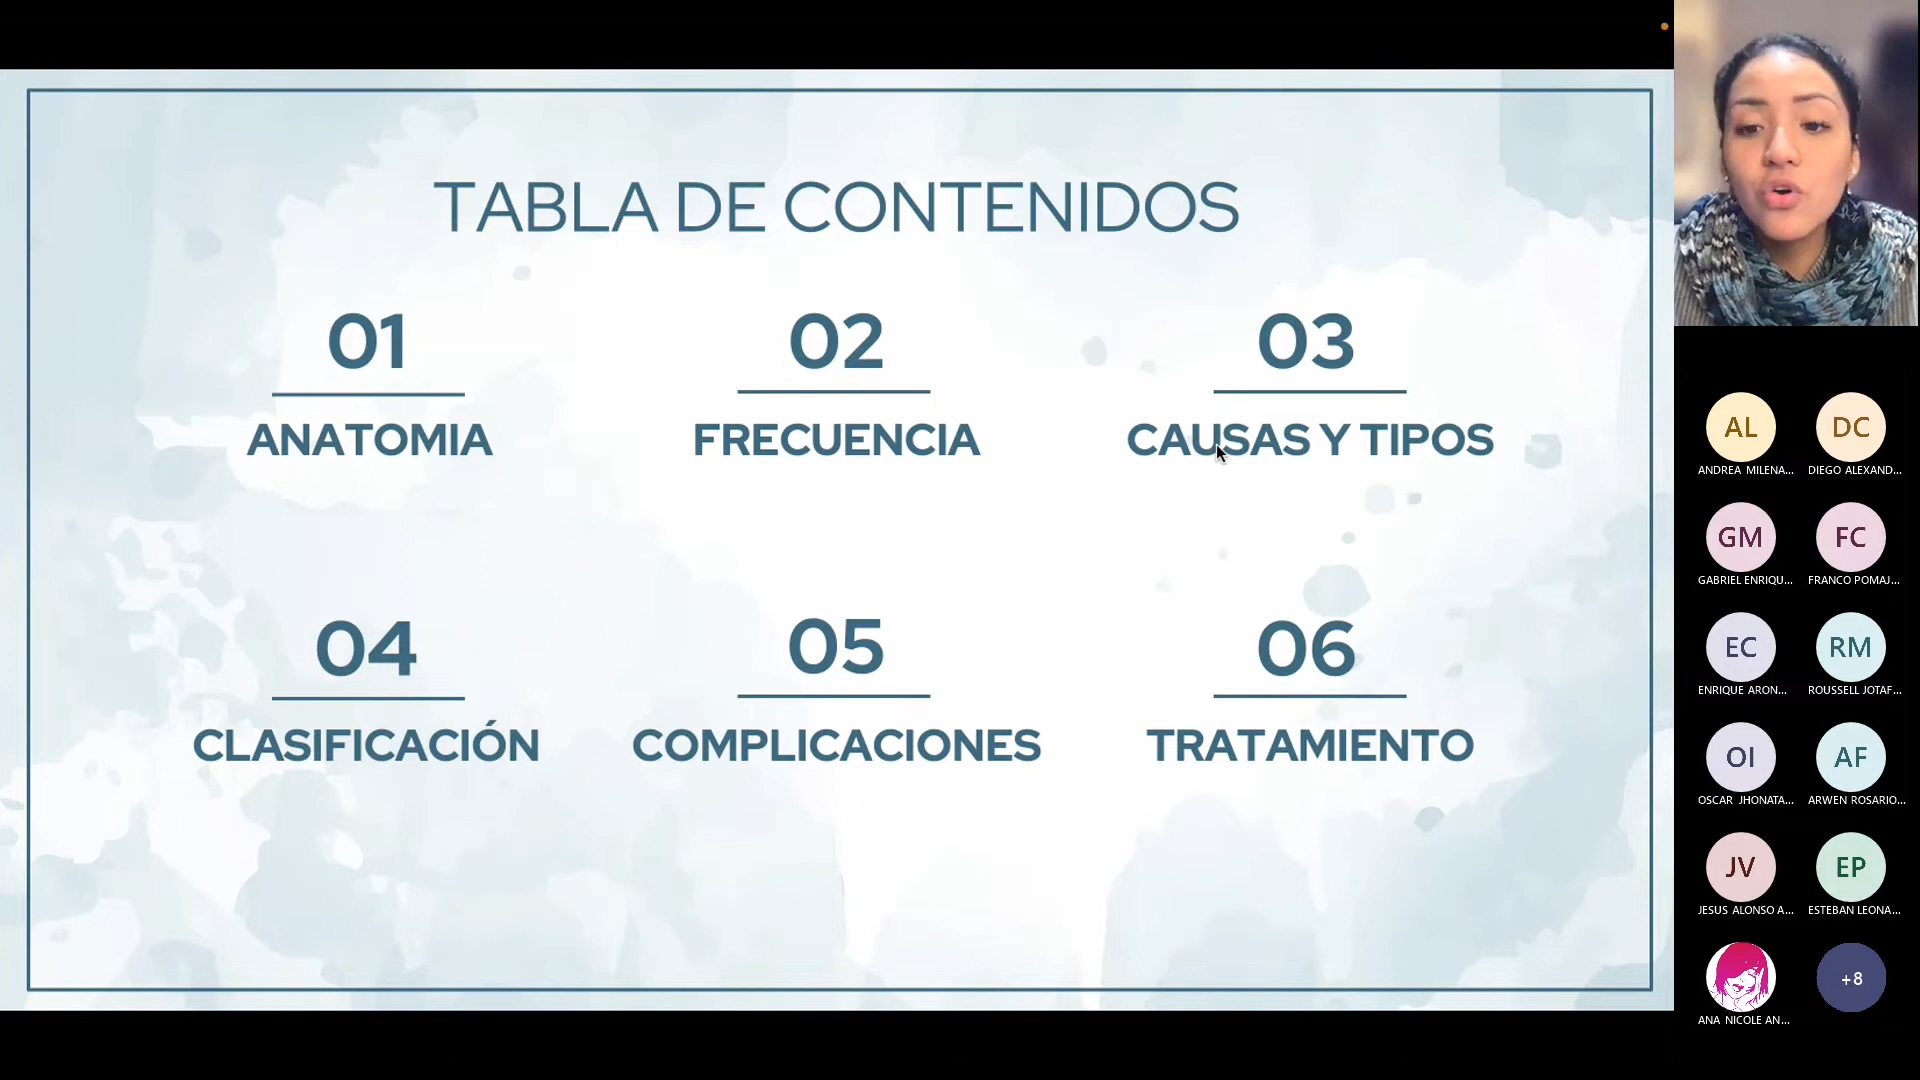 TABLA DE CONTENIDOS
01
02
03
ANATOMIA
FRECUENCIA
CAUSAS Y TIPOS
04
05
06
CLASIFICACIÓN
COMPLICACIONES
TRATAMIENTO
AL
DC
ANDREA MILENA...
DIEGO ALEXAND...
GM
FC
GABRIEL ENRIQU...
FRANCO POMAJ...
EC
RM
ENRIQUE ARON...
ROUSSELL JOTAF...
OI
AF
OSCAR JHONATA...
ARWEN ROSARIO...
JV
EP
JESUS ALONSO A...
ESTEBAN LEONA...
+8
ANA NICOLE AN...